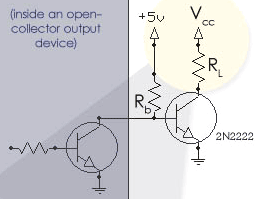 (inside an open-
collector output
device)
+5v
Vcc
RL
Rb
2N2222